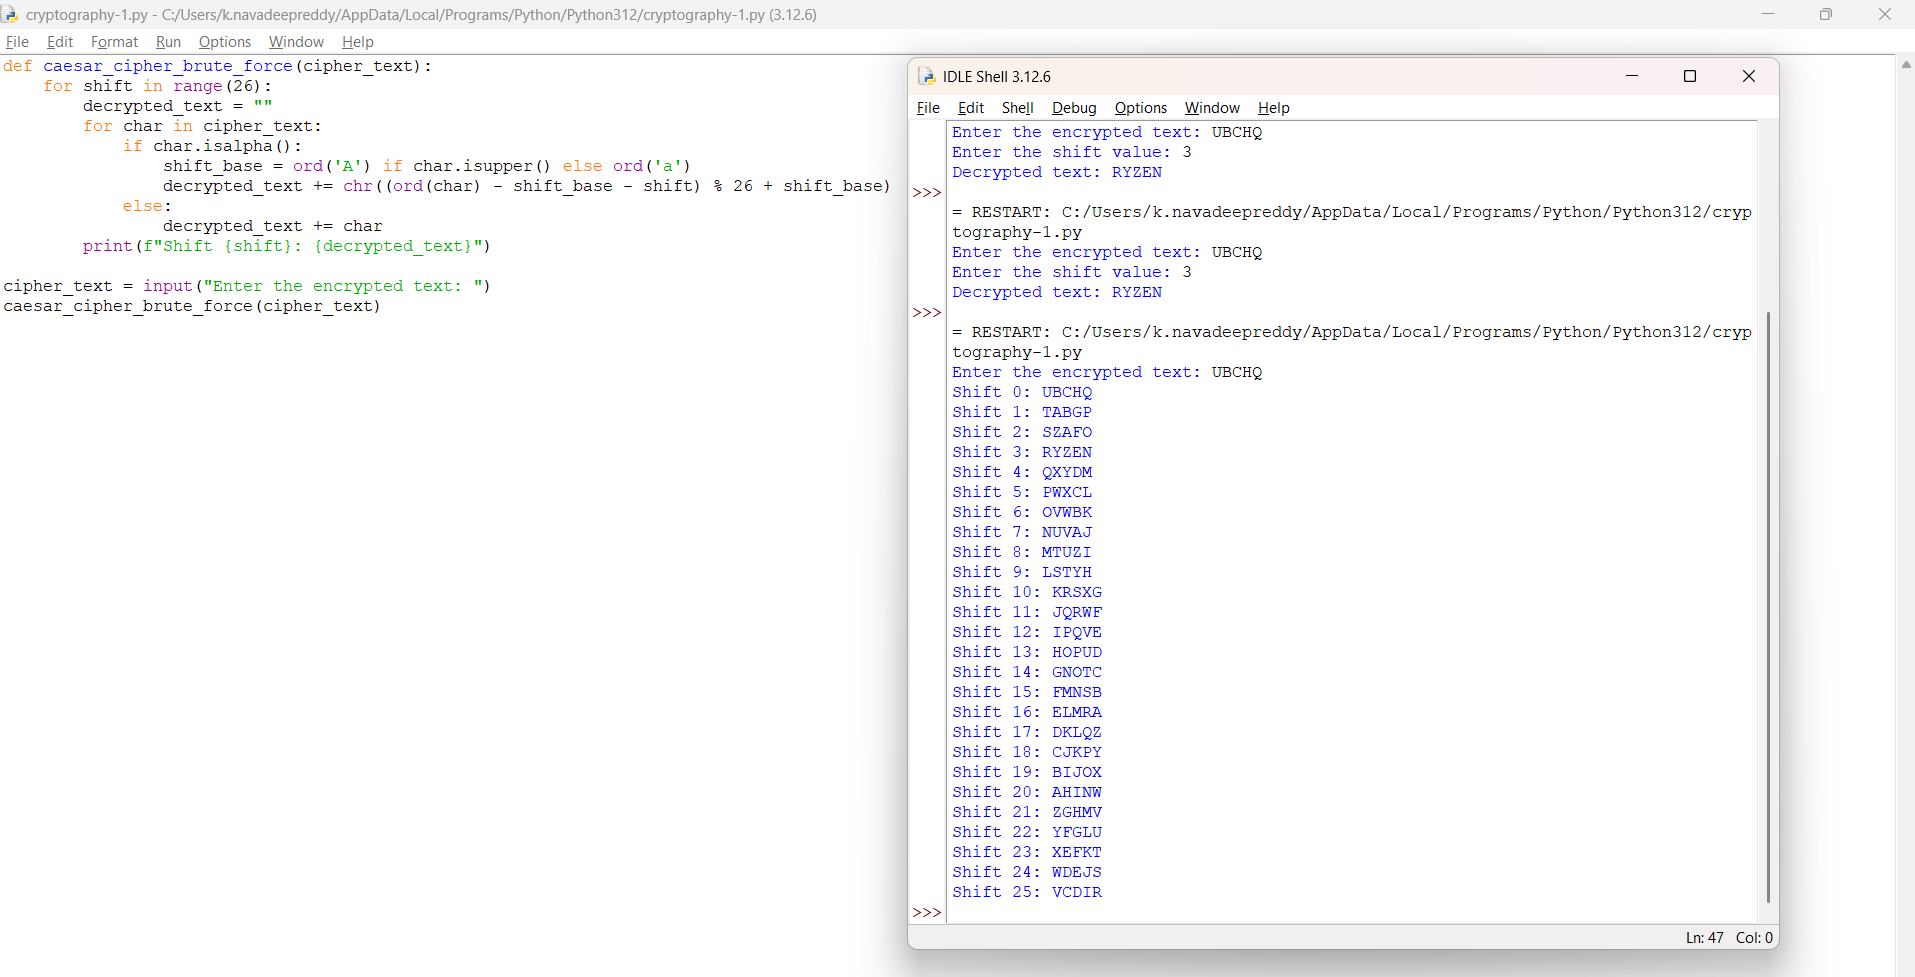 cryptography-1.py - C:/Users/k.navadeepreddy/AppData/Local/Programs/Python/Python312/cryptography-1.py (3.12.6)
File Edit Format Run Options Window Help
def caesar_cipher_brute_force(cipher_text):
    for shift in range(26):
        decrypted_text = ""
        for char in cipher_text:
            if char.isalpha():
                shift_base = ord('A') if char.isupper() else ord('a')
                decrypted_text += chr((ord(char) - shift_base - shift) % 26 + shift_base)
            else:
                decrypted_text += char
        print(f"Shift {shift}: {decrypted_text}")
cipher_text = input("Enter the encrypted text: ")
caesar_cipher_brute_force(cipher_text)
IDLE Shell 3.12.6
File Edit Shell Debug Options Window Help
Enter the encrypted text: UBCHQ
Enter the shift value: 3
Decrypted text: RYZEN
>>>
= RESTART: C:/Users/k.navadeepreddy/AppData/Local/Programs/Python/Python312/cryp
tography-1.py
Enter the encrypted text: UBCHQ
Enter the shift value: 3
Decrypted text: RYZEN
>>>
= RESTART: C:/Users/k.navadeepreddy/AppData/Local/Programs/Python/Python312/cryp
tography-1.py
Enter the encrypted text: UBCHQ
Shift 0: UBCHQ
Shift 1: TABGP
Shift 2: SZAFO
Shift 3: RYZEN
Shift 4: QXYDM
Shift 5: PWXCL
Shift 6: OVWBK
Shift 7: NUVAJ
Shift 8: MTUZI
Shift 9: LSTYH
Shift 10: KRSXG
Shift 11: JQRWF
Shift 12: IPQVE
Shift 13: HOPUD
Shift 14: GNOTC
Shift 15: FMNSB
Shift 16: ELMRA
Shift 17: DKLQZ
Shift 18: CJKPY
Shift 19: BIJOX
Shift 20: AHINW
Shift 21: ZGHMV
Shift 22: YFGLU
Shift 23: XEFKT
Shift 24: WDEJS
Shift 25: VCDIR
>>>
Ln: 47 Col: 0